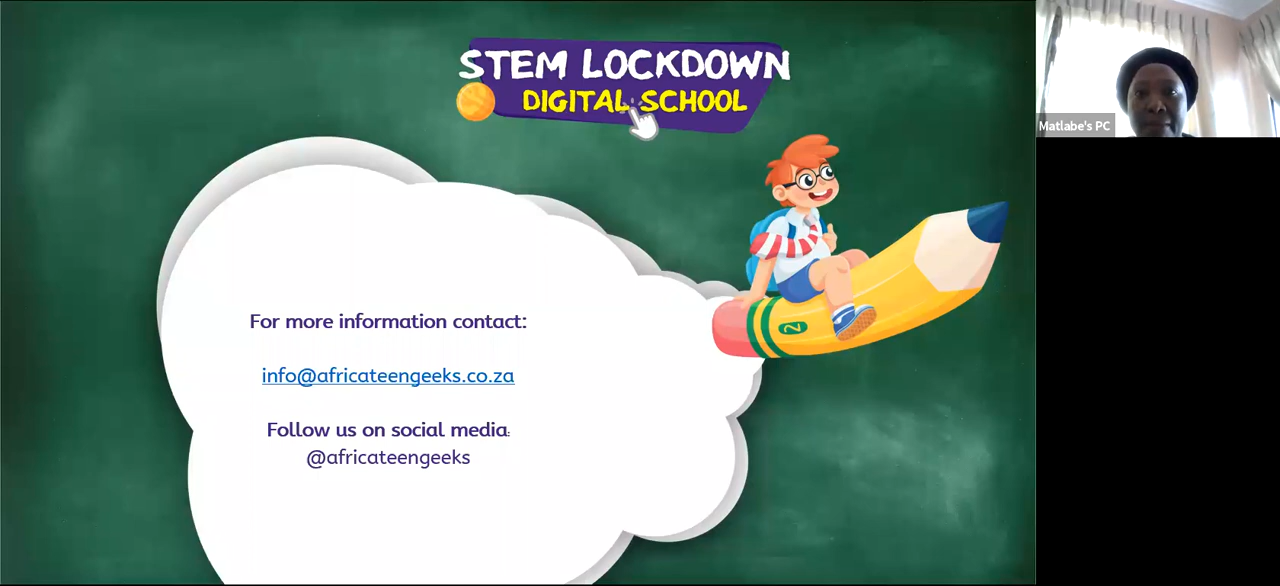 STEM LOCKDOWN
DIGITAL SCHOOL
Matlabe's PC
2
For more information contact:
info@africateengeeks.co.za
Follow us on social media:
@africateengeeks